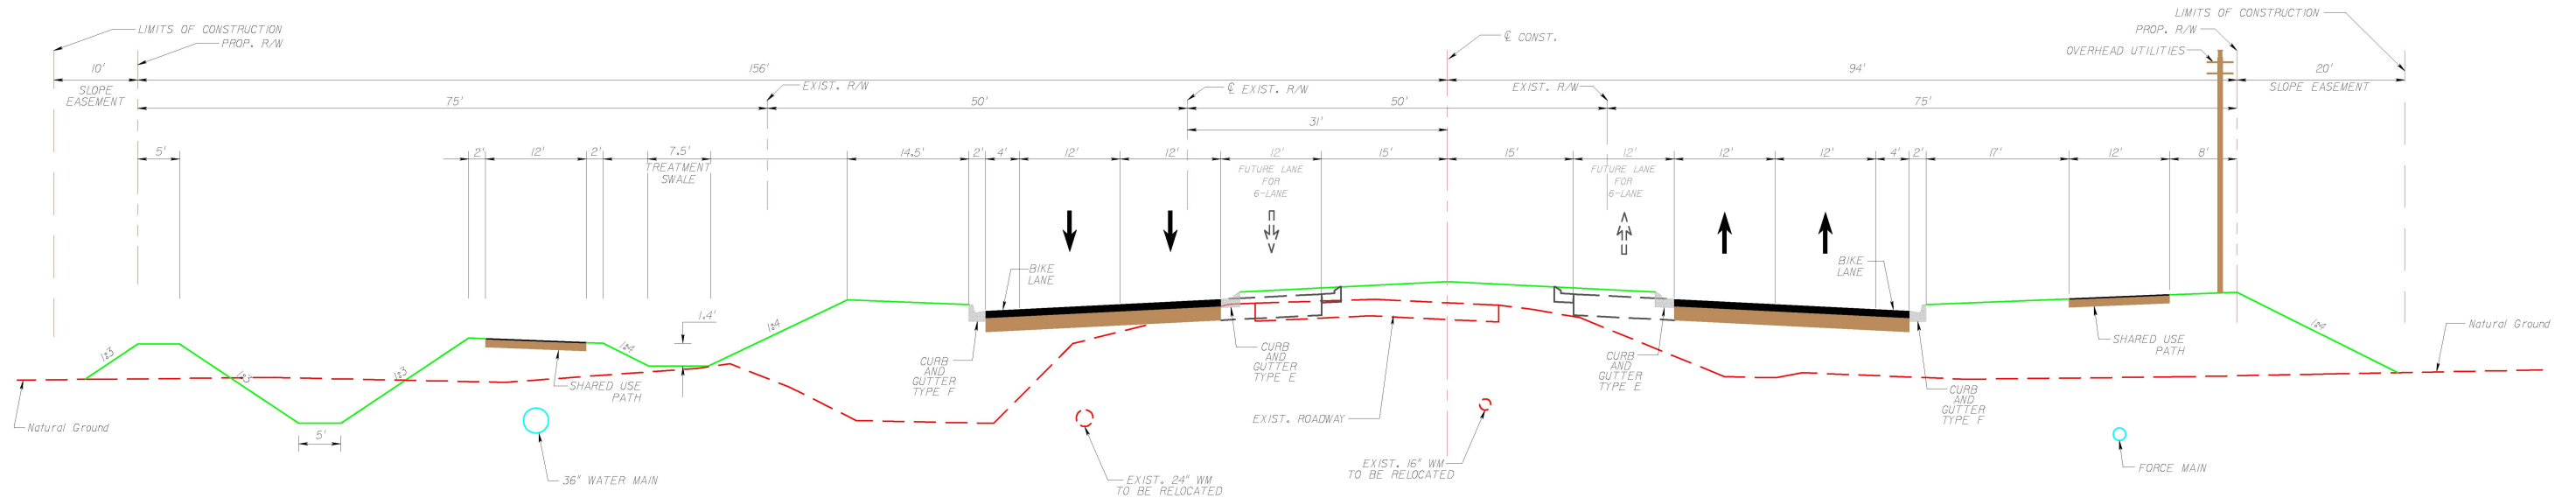 LIMITS OF CONSTRUCTION
PROP. R/W
LIMITS OF CONSTRUCTION
PROP. R/W
OVERHEAD UTILITIES
℄ CONST.
10'
156'
94'
20'
SLOPE
EASEMENT
EXIST. R/W
℄ EXIST. R/W
EXIST. R/W
SLOPE EASEMENT
75'
50'
50'
75'
31'
5'
2'
12'
2'
7.5'
14.5'
2'
4'
12'
12'
12'
15'
15'
12'
12'
12'
4'
2'
17'
12'
8'
TREATMENT
SWALE
FUTURE LANE
FOR
6-LANE
FUTURE LANE
FOR
6-LANE
BIKE
LANE
BIKE
LANE
1.4'
1:3
1:3
1:3
1:4
1:4
1:4
Natural Ground
SHARED USE
PATH
CURB
AND
GUTTER
TYPE F
CURB
AND
GUTTER
TYPE E
CURB
AND
GUTTER
TYPE E
SHARED USE
PATH
CURB
AND
GUTTER
TYPE F
EXIST. ROADWAY
Natural Ground
5'
36" WATER MAIN
EXIST. 24" WM
TO BE RELOCATED
EXIST. 16" WM
TO BE RELOCATED
FORCE MAIN